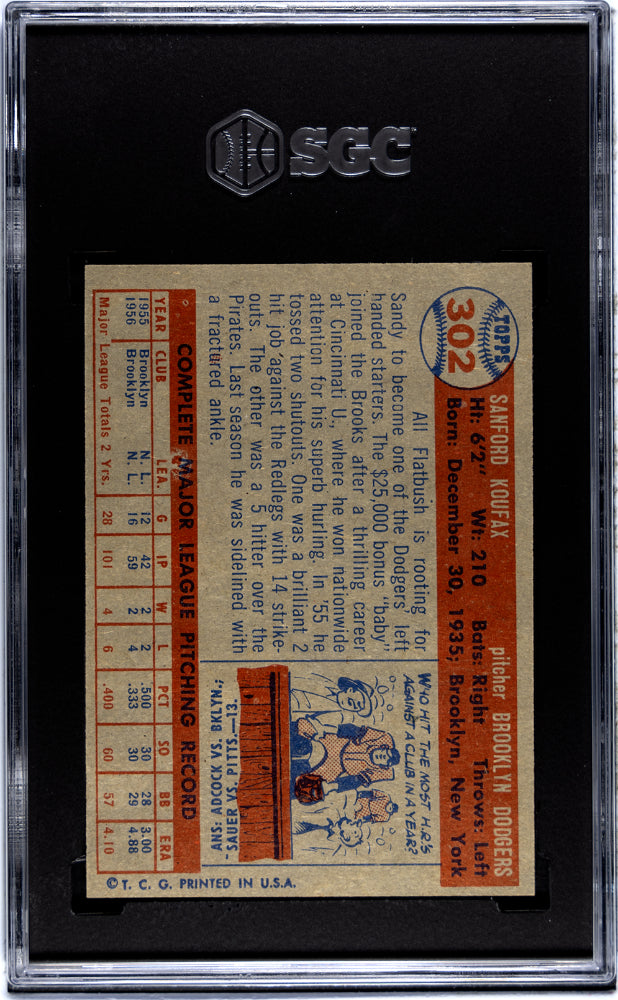 SGC
TOPPS
302
SANFORD KOUFAX pitcher BROOKLYN DODGERS
Ht: 6'2" Wt: 210 Bats: Right Throws: Left
Born: December 30, 1935; Brooklyn, New York
All Flatbush is rooting for
Sandy to become one of the Dodgers' left
handed starters. The $25,000 bonus "baby"
joined the Brooks after a thrilling career
at Cincinnati U., where he won nationwide
attention for his superb hurling. In '55 he
tossed two shutouts. One was a brilliant 2
hit job against the Redlegs with 14 strike-
outs. The other was a 5 hitter over the
Pirates. Last season he was sidelined with
a fractured ankle.
WHO HIT THE MOST H.R'S
AGAINST A CLUB IN A YEAR?
ANS: ADCOCK VS. BKLYN.;
SAUER VS. PITTS.—13.
COMPLETE MAJOR LEAGUE PITCHING RECORD
YEAR CLUB LEA. G IP W L PCT SO BB ERA
1955 Brooklyn N. L. 12 42 2 2 .500 30 28 3.00
1956 Brooklyn N. L. 16 59 2 4 .333 30 29 4.88
Major League Totals 2 Yrs. 28 101 4 6 .400 60 57 4.10
© T. C. G. PRINTED IN U.S.A.